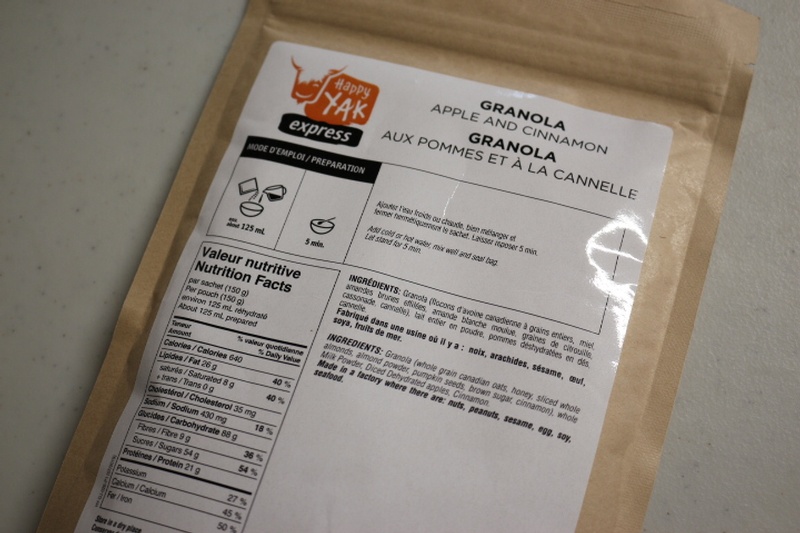 Happy
YAK
express
GRANOLA
APPLE AND CINNAMON
GRANOLA
AUX POMMES ET À LA CANNELLE
MODE D'EMPLOI / PREPARATION
eau
about 125 mL
5 min.
Ajoutez l'eau froide ou chaude, bien mélanger et
fermer hermétiquement le sachet. Laissez reposer 5 min.
Add cold or hot water, mix well and seal bag.
Let stand for 5 min.
Valeur nutritive
Nutrition Facts
par sachet (150 g)
Per pouch (150 g)
environ 125 mL réhydraté
About 125 mL prepared
Teneur
Amount
% valeur quotidienne
% Daily Value
Calories / Calories 640
Lipides / Fat 26 g 40 %
saturés / Saturated 8 g
+ trans / Trans 0 g 40 %
Cholestérol / Cholesterol 35 mg
Sodium / Sodium 430 mg 18 %
Glucides / Carbohydrate 88 g
Fibres / Fibre 9 g 36 %
Sucres / Sugars 54 g 54 %
Protéines / Protein 21 g
Potassium 27 %
Calcium / Calcium 45 %
Fer / Iron 50 %
Store in a dry place
INGRÉDIENTS: Granola (flocons d'avoine canadienne à grains entiers, miel,
amandes brunes effilées, amande blanche moulue, graines de citrouille,
cassonade, cannelle), lait entier en poudre, pommes déshydratées en dés,
cannelle.
Fabriqué dans une usine où il y a : noix, arachides, sésame, œuf,
soya, fruits de mer.
INGREDIENTS: Granola (whole grain canadian oats, honey, sliced whole
almonds, almond powder, pumpkin seeds, brown sugar, cinnamon), whole
Milk Powder, Diced Dehydrated apples, Cinnamon.
Made in a factory where there are: nuts, peanuts, sesame, egg, soy,
seafood.